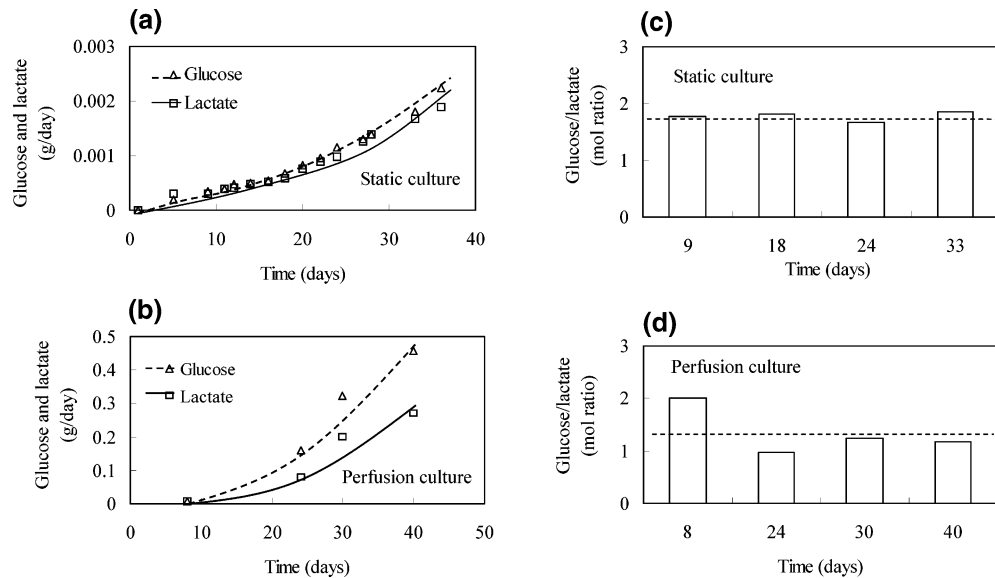 (a)
Glucose and lactate
(g/day)
0.003
0.002
0.001
0
Glucose
Lactate
Static culture
0 10 20 30 40
Time (days)
(c)
Glucose/lactate
(mol ratio)
3
2
1
0
Static culture
9 18 24 33
Time (days)
(b)
Glucose and lactate
(g/day)
0.5
0.4
0.3
0.2
0.1
0
Glucose
Lactate
Perfusion culture
0 10 20 30 40 50
Time (days)
(d)
Glucose/lactate
(mol ratio)
3
2
1
0
Perfusion culture
8 24 30 40
Time (days)